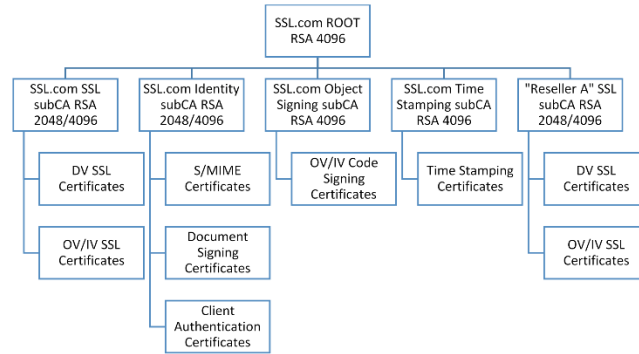 SSL.com ROOT
RSA 4096
SSL.com SSL
subCA RSA
2048/4096
SSL.com Identity
subCA RSA
2048/4096
SSL.com Object
Signing subCA
RSA 4096
SSL.com Time
Stamping subCA
RSA 4096
"Reseller A" SSL
subCA RSA
2048/4096
DV SSL
Certificates
OV/IV SSL
Certificates
S/MIME
Certificates
Document
Signing
Certificates
Client
Authentication
Certificates
OV/IV Code
Signing
Certificates
Time Stamping
Certificates
DV SSL
Certificates
OV/IV SSL
Certificates